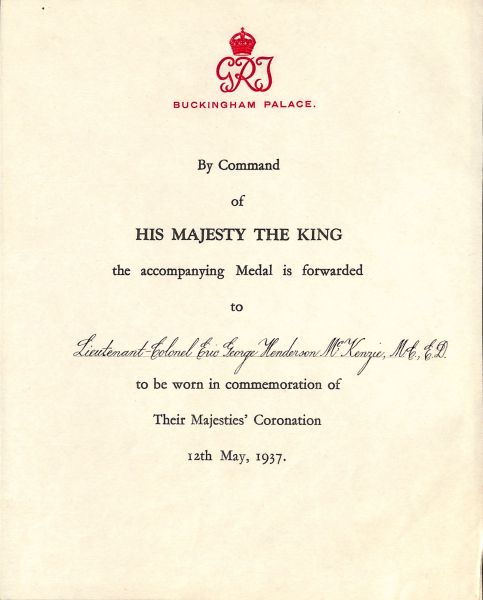 GRI
BUCKINGHAM PALACE.
By Command
of
HIS MAJESTY THE KING
the accompanying Medal is forwarded
to
Lieutenant-Colonel Eric George Henderson McKenzie, M.C., E.D.
to be worn in commemoration of
Their Majesties' Coronation
12th May, 1937.